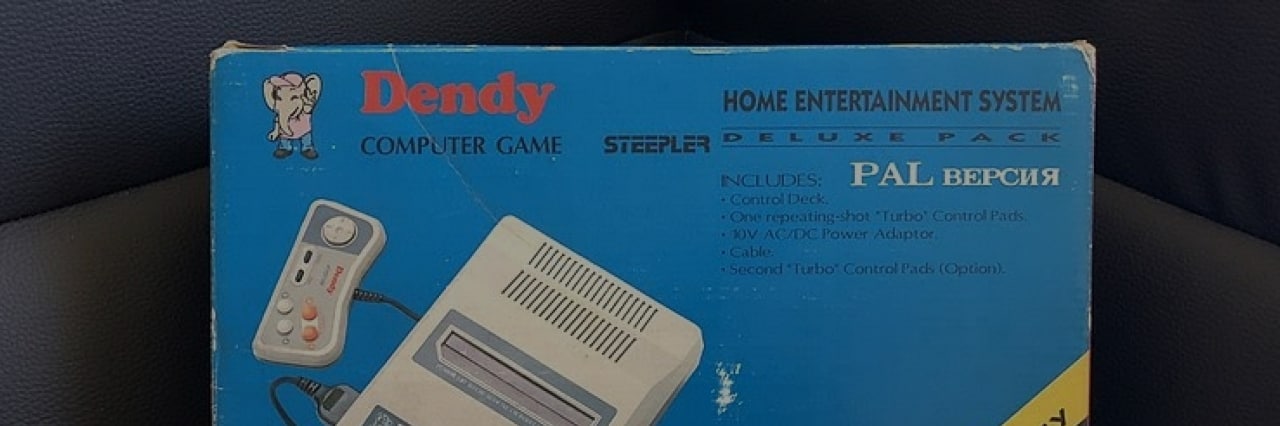 Dendy
COMPUTER GAME
STEEPLER
HOME ENTERTAINMENT SYSTEM
DELUXE PACK
PAL ВЕРСИЯ
INCLUDES:
• Control Deck.
• One repeating-shot "Turbo" Control Pads.
• 10V AC/DC Power Adaptor.
• Cable.
• Second "Turbo" Control Pads (Option).
Dendy